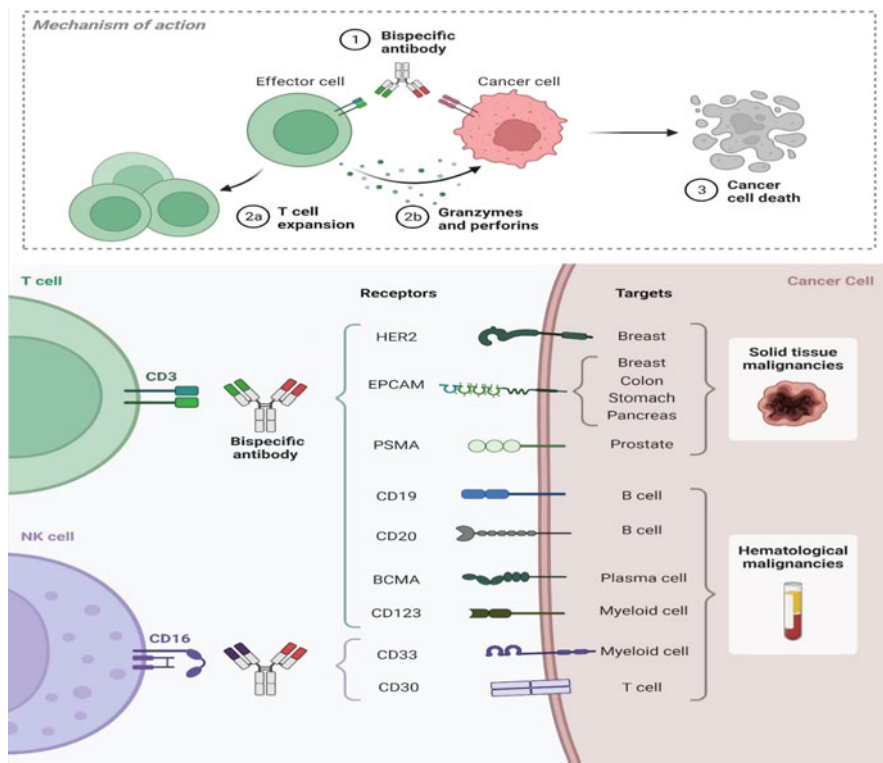 Mechanism of action
1 Bispecific
antibody
Effector cell
Cancer cell
2a T cell
expansion
2b Granzymes
and perforins
3 Cancer
cell death
T cell
Receptors
Targets
Cancer Cell
HER2
Breast
CD3
EPCAM
Breast
Colon
Stomach
Pancreas
Solid tissue
malignancies
Bispecific
antibody
PSMA
Prostate
CD19
B cell
NK cell
CD20
B cell
BCMA
Plasma cell
Hematological
malignancies
CD123
Myeloid cell
CD16
CD33
Myeloid cell
CD30
T cell